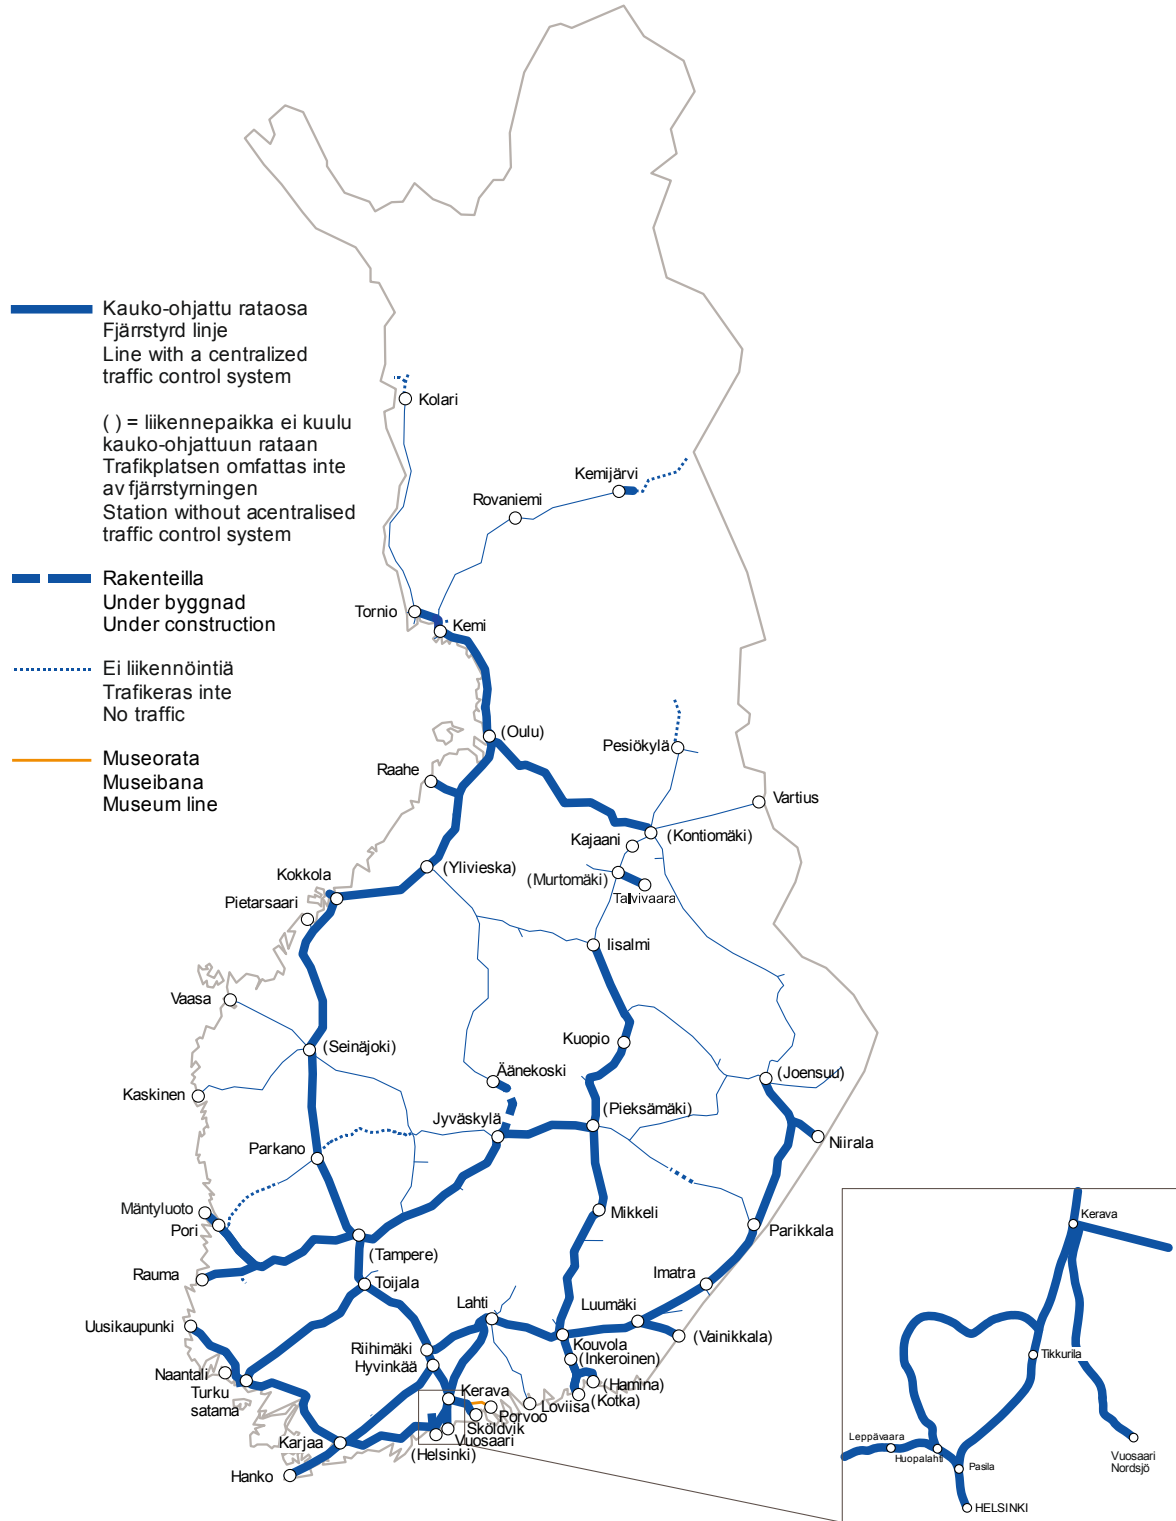 Kauko-ohjattu rataosa
Fjärrstyrd linje
Line with a centralized
traffic control system
( ) = liikennepaikka ei kuulu
kauko-ohjattuun rataan
Trafikplatsen omfattas inte
av fjärrstyrningen
Station without acentralised
traffic control system
Rakenteilla
Under byggnad
Under construction
Ei liikennöintiä
Trafikeras inte
No traffic
Museorata
Museibana
Museum line
Kolari
Kemijärvi
Rovaniemi
Tornio
Kemi
(Oulu)
Pesiökylä
Raahe
Vartius
(Kontiomäki)
Kajaani
(Ylivieska)
(Murtomäki)
Talvivaara
Kokkola
Pietarsaari
Iisalmi
Vaasa
Kuopio
(Seinäjoki)
Äänekoski
(Joensuu)
Kaskinen
(Pieksämäki)
Jyväskylä
Niirala
Parkano
Mäntyluoto
Pori
Mikkeli
Parikkala
(Tampere)
Rauma
Toijala
Imatra
Lahti
Luumäki
Uusikaupunki
Riihimäki
Kouvola
(Vainikkala)
Hyvinkää
(Inkeroinen)
Naantali
Turku
satama
(Hamina)
Kerava
Loviisa
(Kotka)
Porvoo
Sköldvik
Vuosaari
Karjaa
(Helsinki)
Hanko
Kerava
Tikkurila
Leppävaara
Huopalahti
Pasila
Vuosaari
Nordsjö
HELSINKI